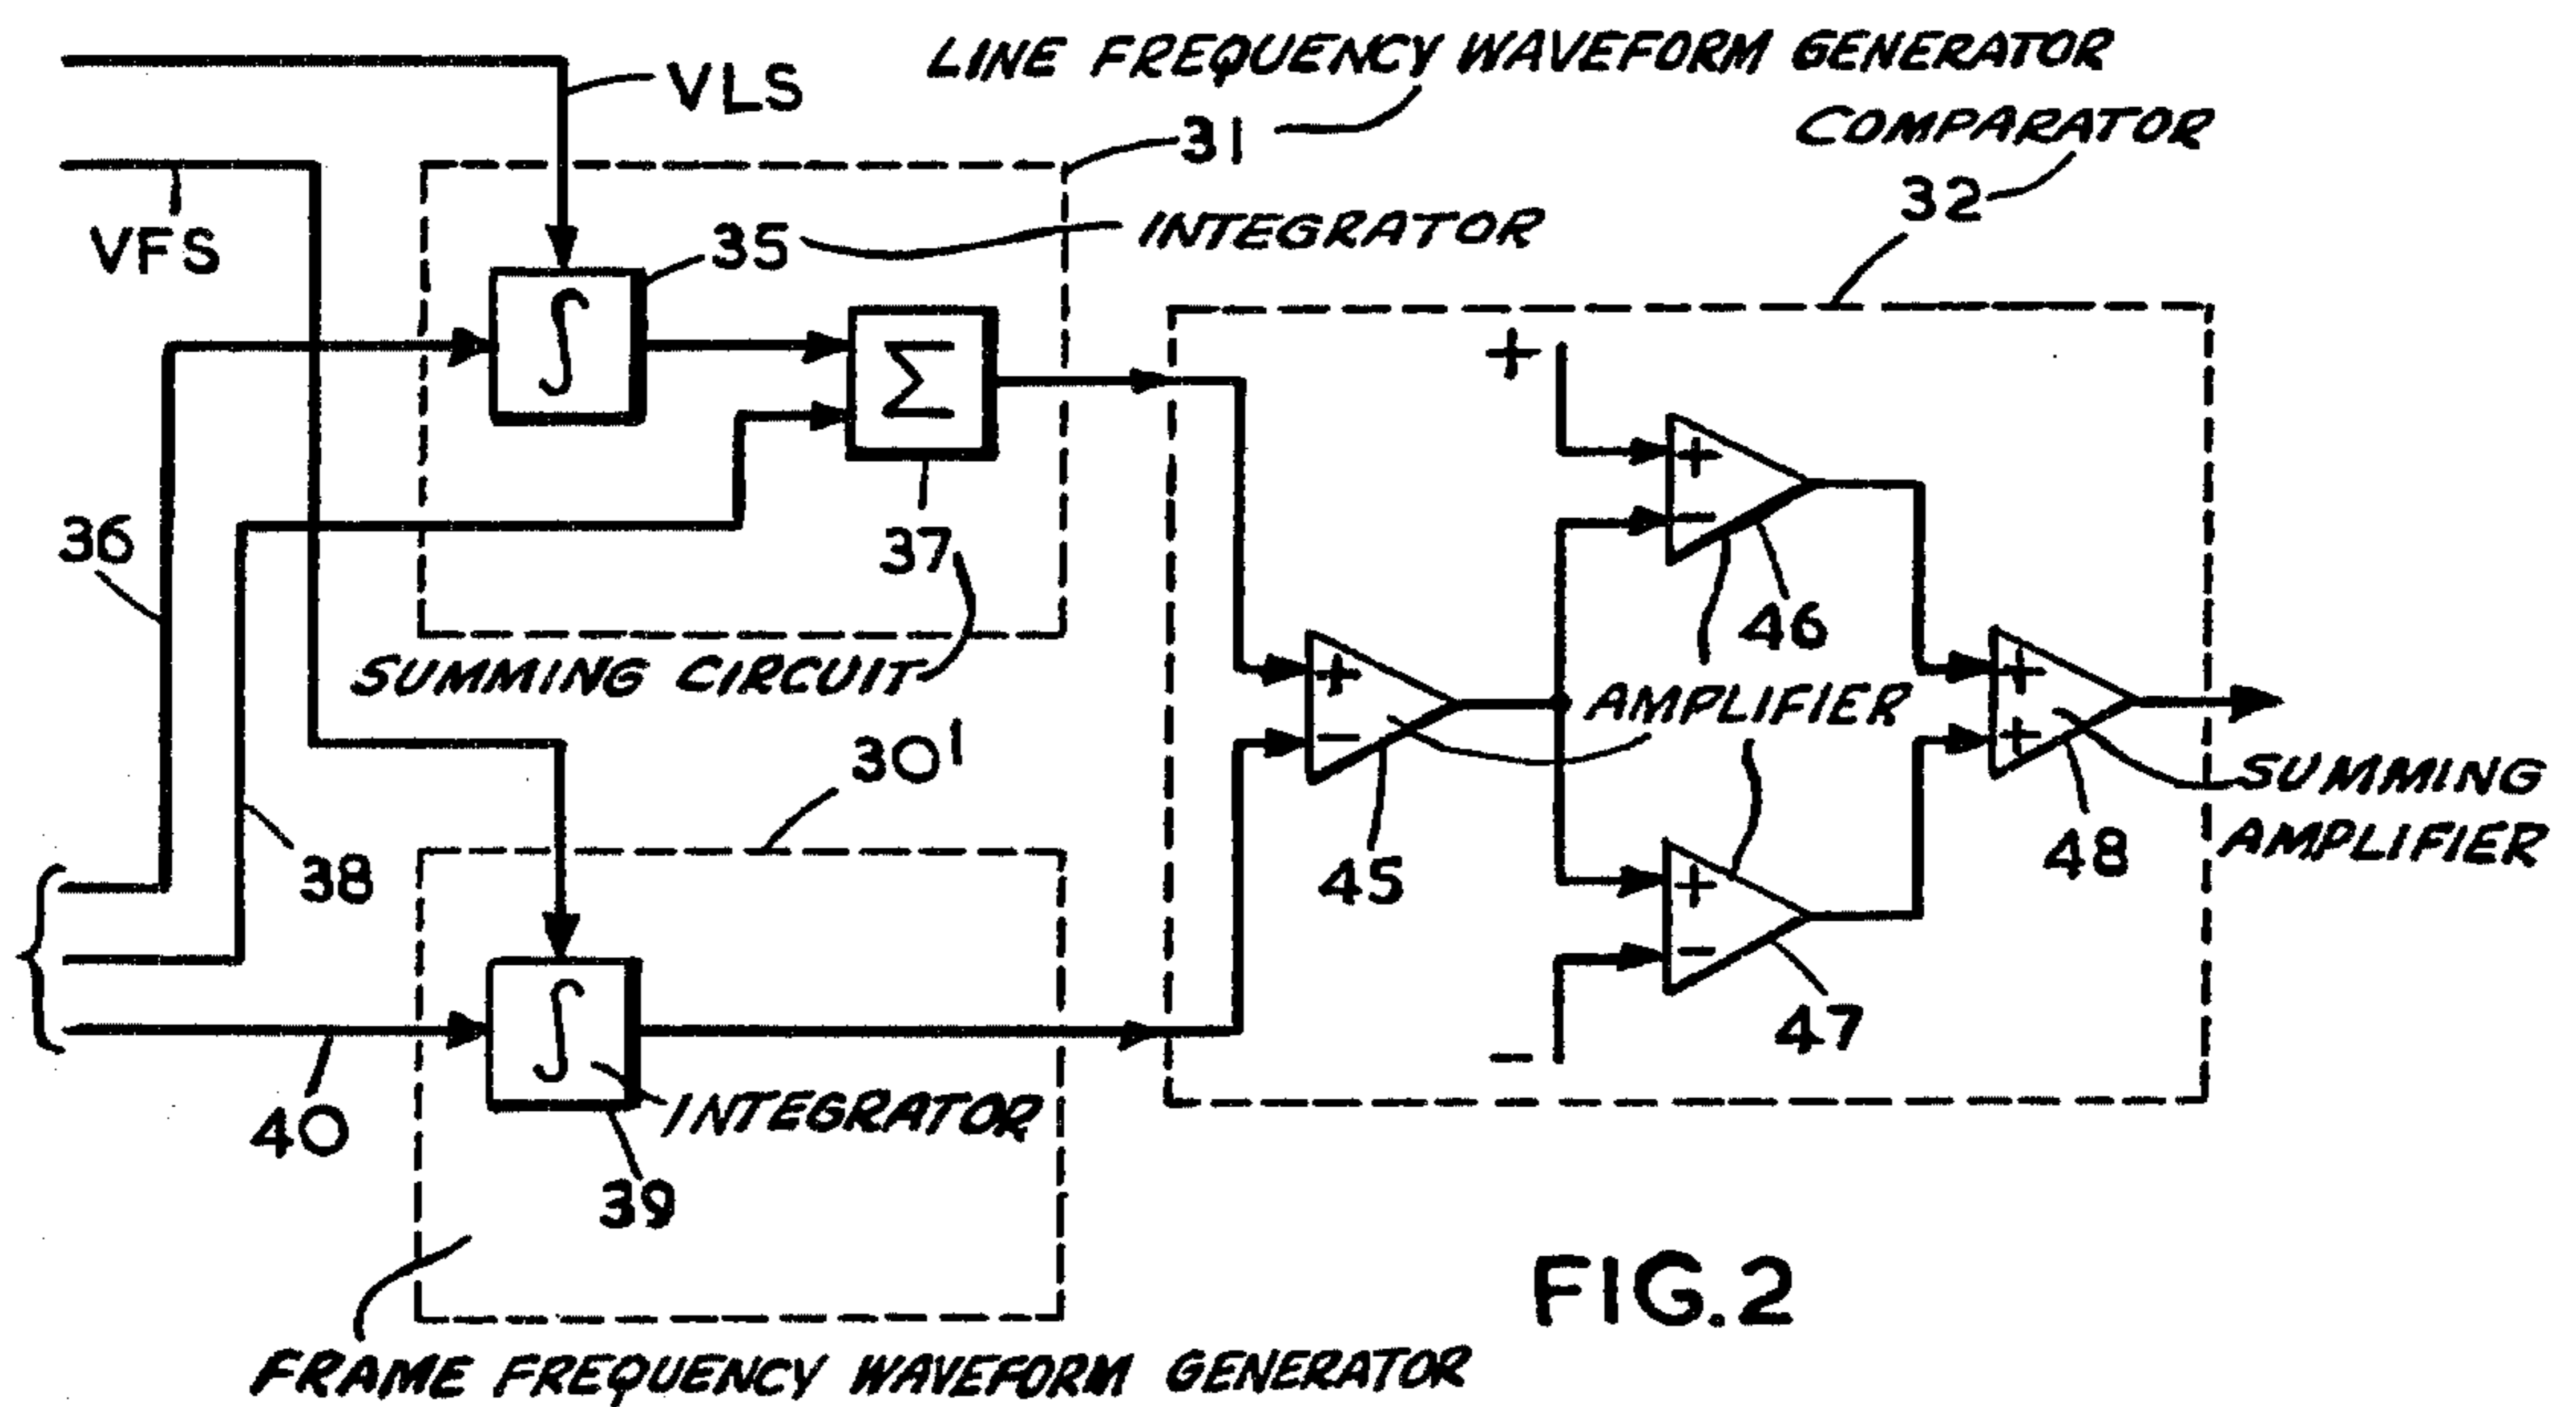 LINE FREQUENCY WAVEFORM GENERATOR
VLS
31
COMPARATOR
32
VFS
35
INTEGRATOR
∫
Σ
+
+
−
36
37
46
SUMMING CIRCUIT
+
−
AMPLIFIER
+
+
30'
SUMMING
AMPLIFIER
38
45
48
+
−
∫
−
47
40
INTEGRATOR
39
FIG.2
FRAME FREQUENCY WAVEFORM GENERATOR